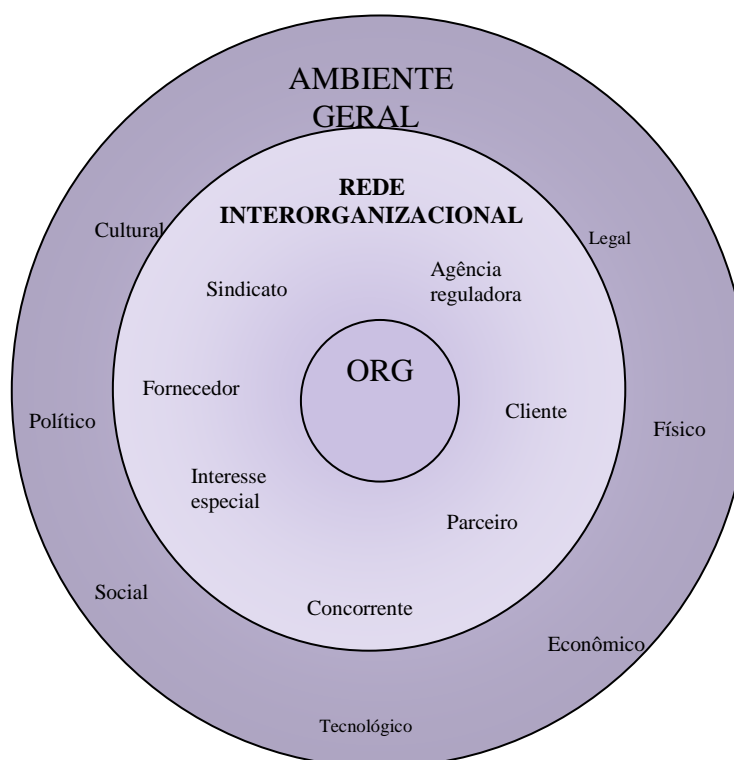 AMBIENTE
GERAL
REDE
INTERORGANIZACIONAL
Cultural
Legal
Agência
reguladora
Sindicato
ORG
Fornecedor
Cliente
Político
Físico
Interesse
especial
Parceiro
Social
Concorrente
Econômico
Tecnológico